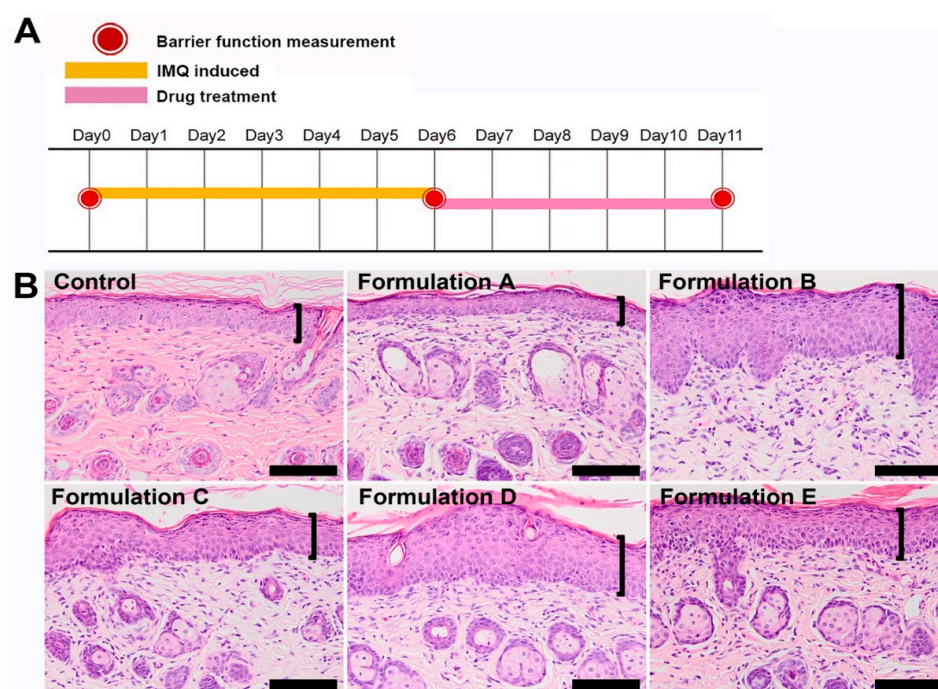 A
Barrier function measurement
IMQ induced
Drug treatment
Day0 Day1 Day2 Day3 Day4 Day5 Day6 Day7 Day8 Day9 Day10 Day11
B
Control
Formulation A
Formulation B
Formulation C
Formulation D
Formulation E